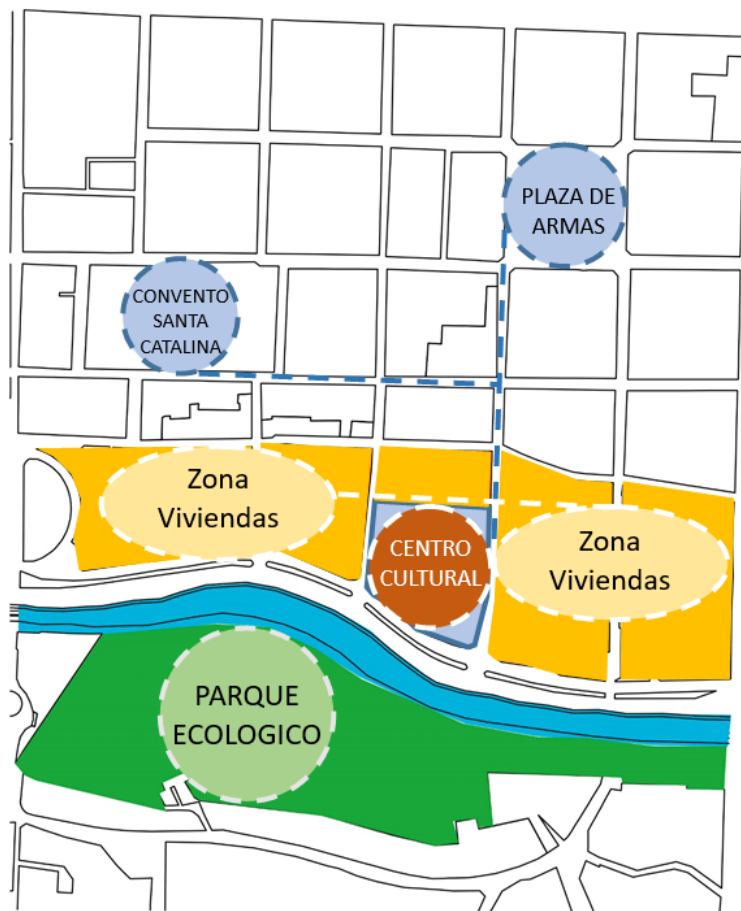 PLAZA DE
ARMAS
CONVENTO
SANTA
CATALINA
Zona
Viviendas
CENTRO
CULTURAL
Zona
Viviendas
PARQUE
ECOLOGICO